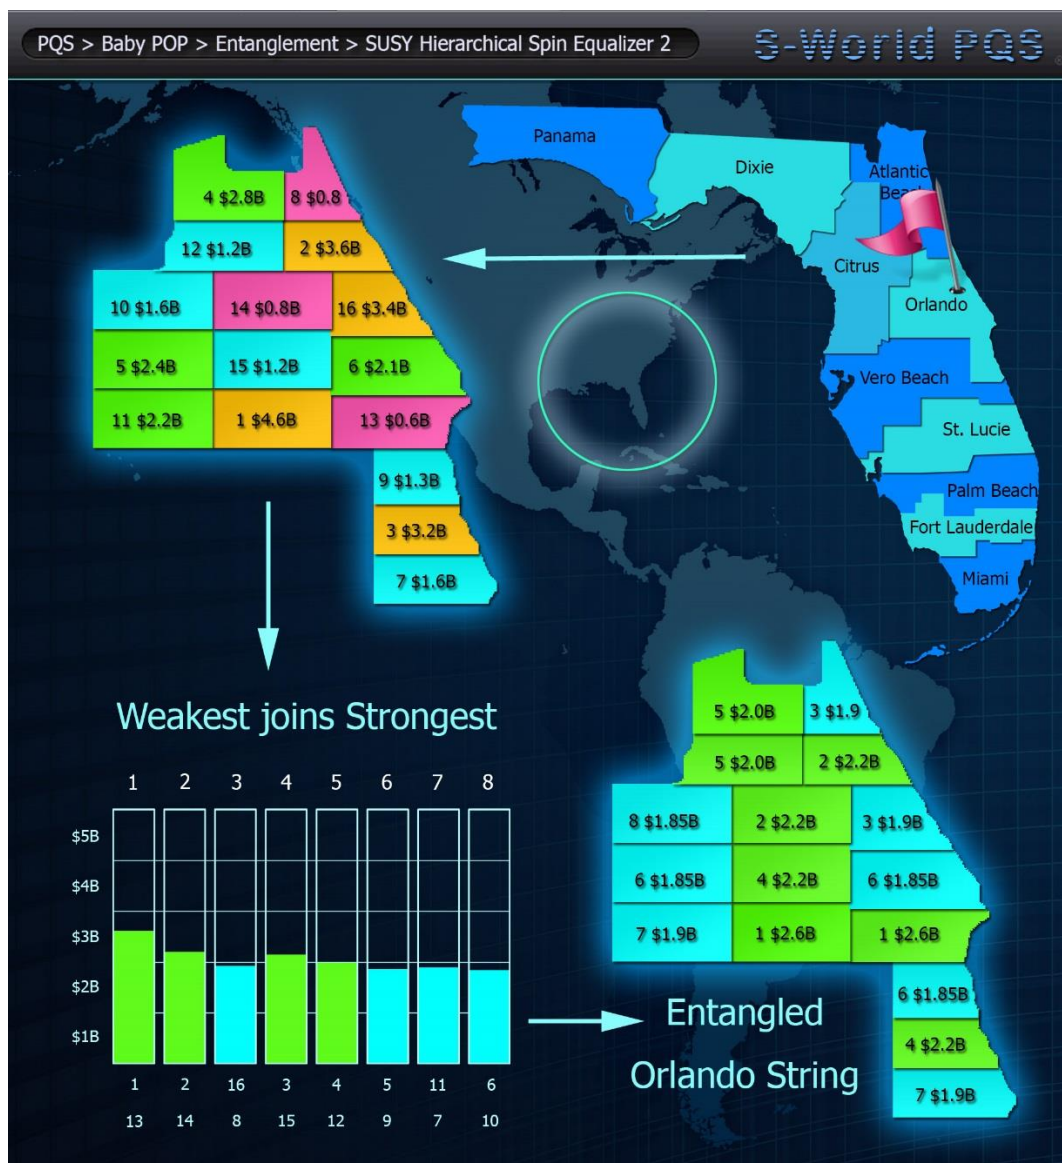 PQS > Baby POP > Entanglement > SUSY Hierarchical Spin Equalizer 2
S-World PQS
Panama
Dixie
Atlantic
Beach
Citrus
Orlando
Vero Beach
St. Lucie
Palm Beach
Fort Lauderdale
Miami
4 $2.8B 8 $0.8
12 $1.2B 2 $3.6B
10 $1.6B 14 $0.8B 16 $3.4B
5 $2.4B 15 $1.2B 6 $2.1B
11 $2.2B 1 $4.6B 13 $0.6B
9 $1.3B
3 $3.2B
7 $1.6B
Weakest joins Strongest
1 2 3 4 5 6 7 8
$5B
$4B
$3B
$2B
$1B
1 2 16 3 4 5 11 6
13 14 8 15 12 9 7 10
5 $2.0B 3 $1.9
5 $2.0B 2 $2.2B
8 $1.85B 2 $2.2B 3 $1.9B
6 $1.85B 4 $2.2B 6 $1.85B
7 $1.9B 1 $2.6B 1 $2.6B
6 $1.85B
4 $2.2B
7 $1.9B
Entangled
Orlando String